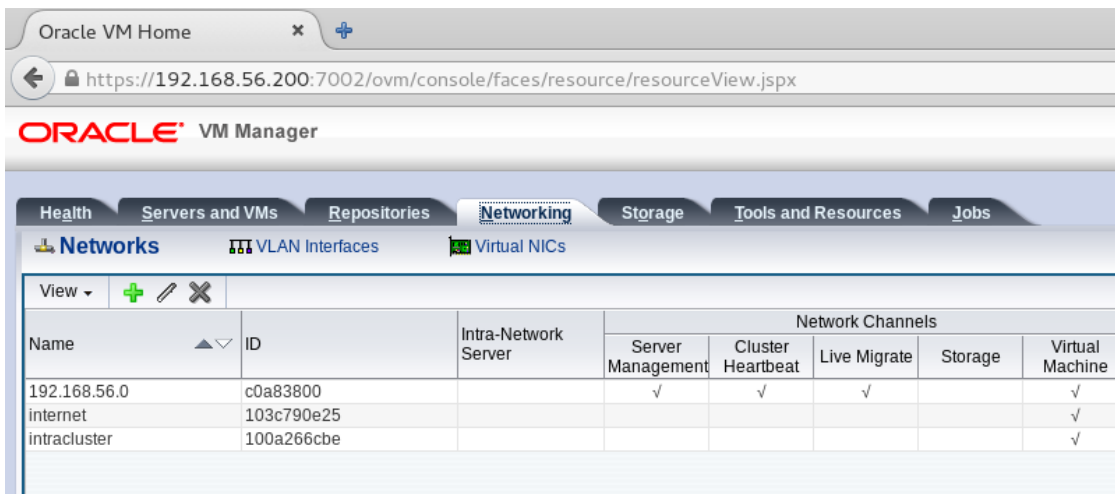 Oracle VM Home
https://192.168.56.200:7002/ovm/console/faces/resource/resourceView.jspx
ORACLE® VM Manager
Health Servers and VMs Repositories Networking Storage Tools and Resources Jobs
Networks VLAN Interfaces Virtual NICs
View
Network Channels
Name ID Intra-Network Server Server Management Cluster Heartbeat Live Migrate Storage Virtual Machine
192.168.56.0 c0a83800 √ √ √ √
internet 103c790e25 √
intracluster 100a266cbe √